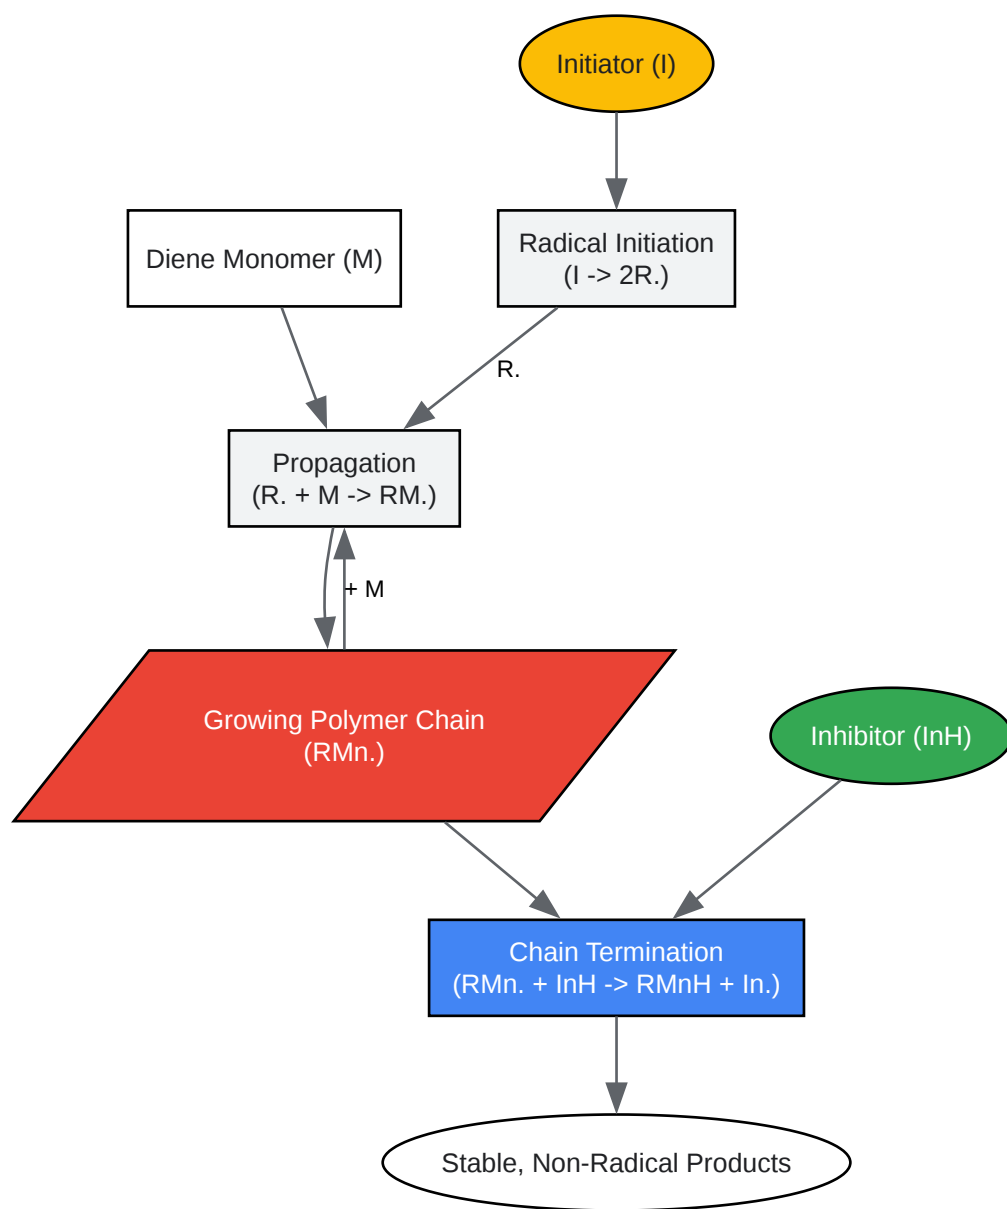 Initiator (I)
Diene Monomer (M)
Radical Initiation
(I -> 2R.)
R.
Propagation
(R. + M -> RM.)
+ M
Growing Polymer Chain
(RMn.)
Inhibitor (InH)
Chain Termination
(RMn. + InH -> RMnH + In.)
Stable, Non-Radical Products